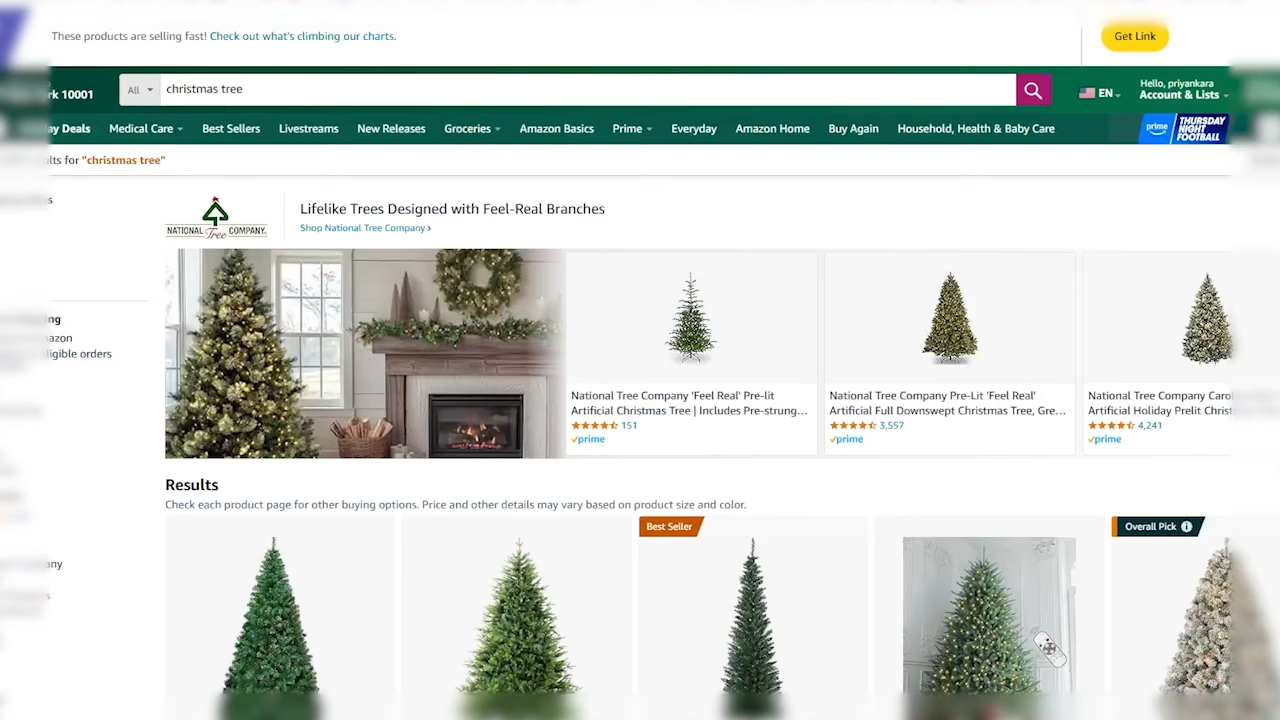 These products are selling fast! Check out what's climbing our charts.
Get Link
rk 10001
All
christmas tree
EN
Hello, priyankara
Account & Lists
ay Deals
Medical Care
Best Sellers
Livestreams
New Releases
Groceries
Amazon Basics
Prime
Everyday
Amazon Home
Buy Again
Household, Health & Baby Care
prime
THURSDAY
NIGHT
FOOTBALL
lts for "christmas tree"
NATIONAL Tree COMPANY.
Lifelike Trees Designed with Feel-Real Branches
Shop National Tree Company ›
azon
ligible orders
National Tree Company 'Feel Real' Pre-lit
Artificial Christmas Tree | Includes Pre-strung...
151
prime
National Tree Company Pre-Lit 'Feel Real'
Artificial Full Downswept Christmas Tree, Gre...
3,557
prime
National Tree Company Carol
Artificial Holiday Prelit Christ
4,241
prime
Results
Check each product page for other buying options. Price and other details may vary based on product size and color.
Best Seller
Overall Pick